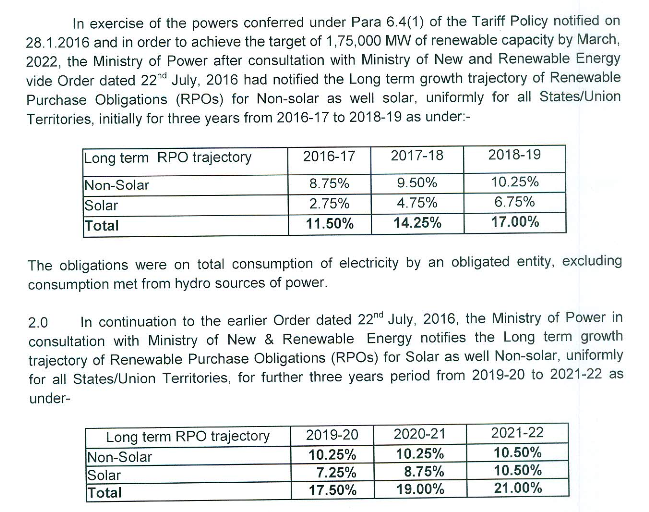 In exercise of the powers conferred under Para 6.4(1) of the Tariff Policy notified on
28.1.2016 and in order to achieve the target of 1,75,000 MW of renewable capacity by March,
2022, the Ministry of Power after consultation with Ministry of New and Renewable Energy
vide Order dated 22nd July, 2016 had notified the Long term growth trajectory of Renewable
Purchase Obligations (RPOs) for Non-solar as well solar, uniformly for all States/Union
Territories, initially for three years from 2016-17 to 2018-19 as under:-
Long term RPO trajectory 2016-17 2017-18 2018-19
Non-Solar 8.75% 9.50% 10.25%
Solar 2.75% 4.75% 6.75%
Total 11.50% 14.25% 17.00%
The obligations were on total consumption of electricity by an obligated entity, excluding
consumption met from hydro sources of power.
2.0 In continuation to the earlier Order dated 22nd July, 2016, the Ministry of Power in
consultation with Ministry of New & Renewable Energy notifies the Long term growth
trajectory of Renewable Purchase Obligations (RPOs) for Solar as well Non-solar, uniformly
for all States/Union Territories, for further three years period from 2019-20 to 2021-22 as
under-
Long term RPO trajectory 2019-20 2020-21 2021-22
Non-Solar 10.25% 10.25% 10.50%
Solar 7.25% 8.75% 10.50%
Total 17.50% 19.00% 21.00%